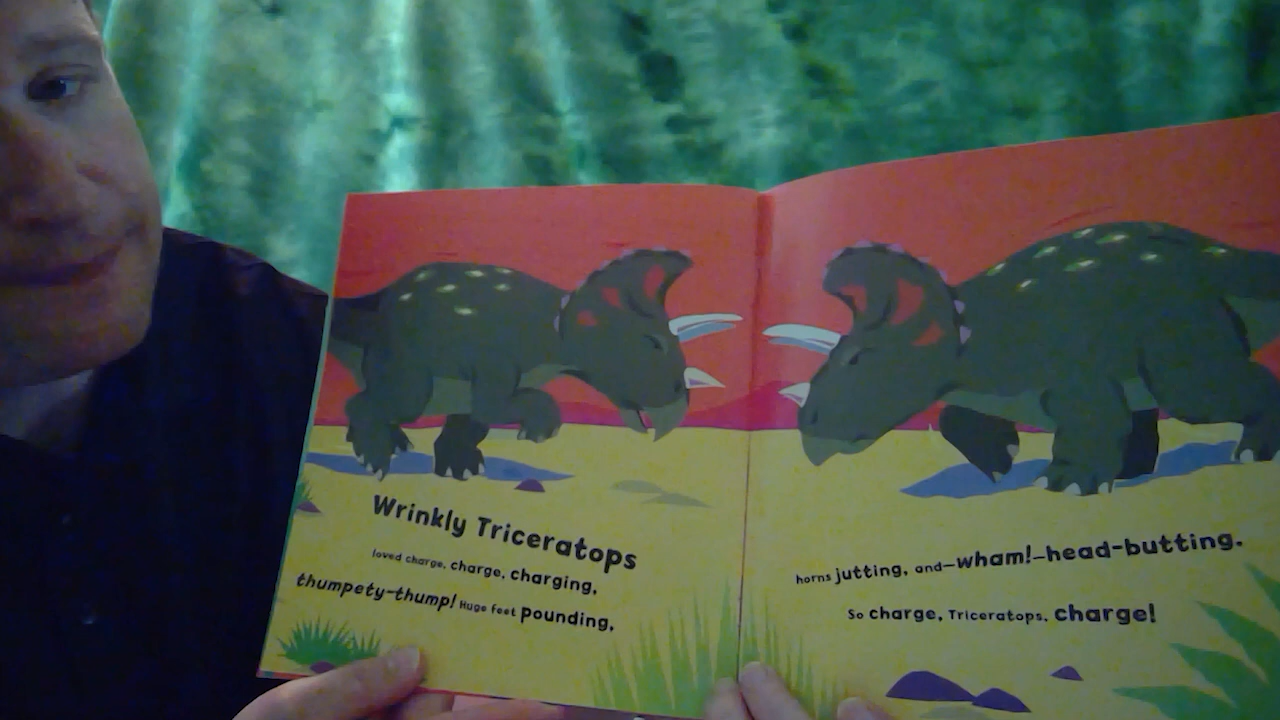 Wrinkly Triceratops
loved charge, charge, charging,
thumpety-thump! Huge feet pounding,
horns jutting, and—wham!—head-butting.
So charge, Triceratops, charge!